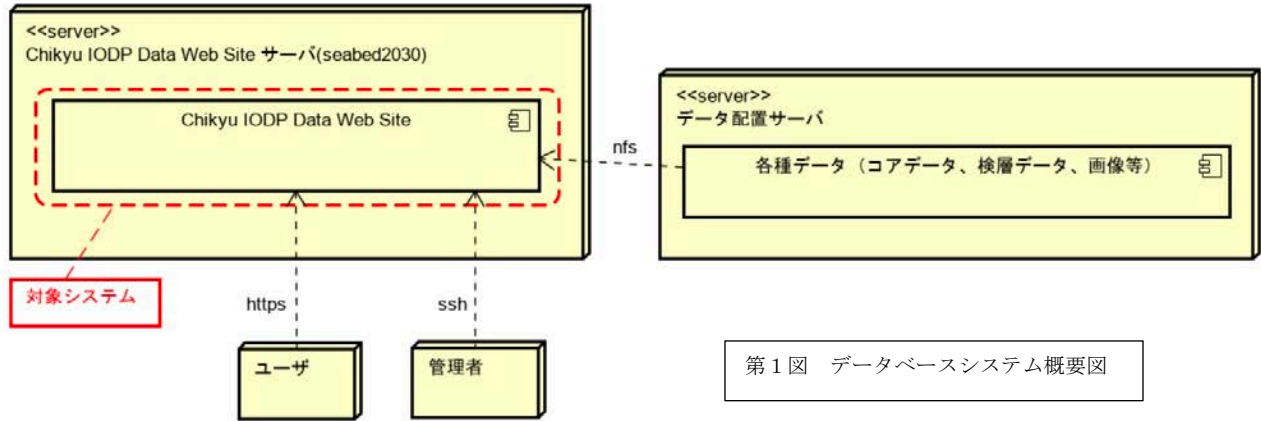 <<server>>
Chikyu IODP Data Web Site サーバ(seabed2030)
Chikyu IODP Data Web Site
<<server>>
データ配置サーバ
nfs
各種データ（コアデータ、検層データ、画像等）
対象システム
https
ssh
ユーザ
管理者
第１図　データベースシステム概要図